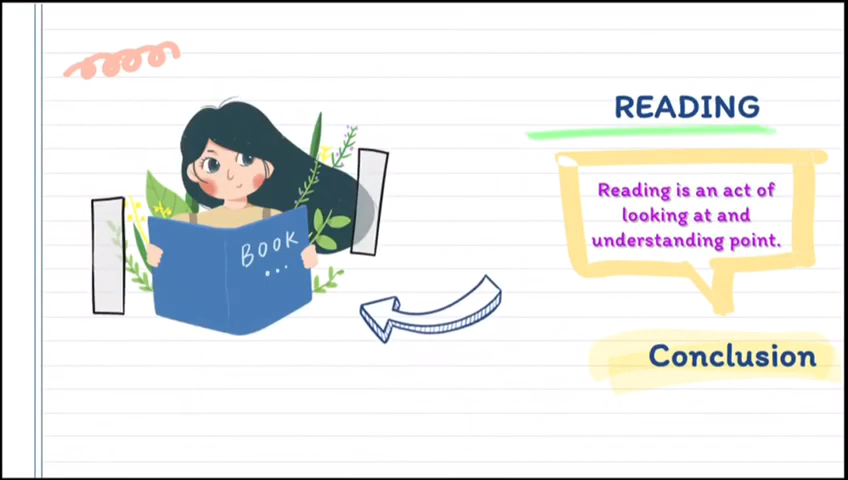 READING
Reading is an act of
looking at and
understanding point.
BOOK
...
Conclusion